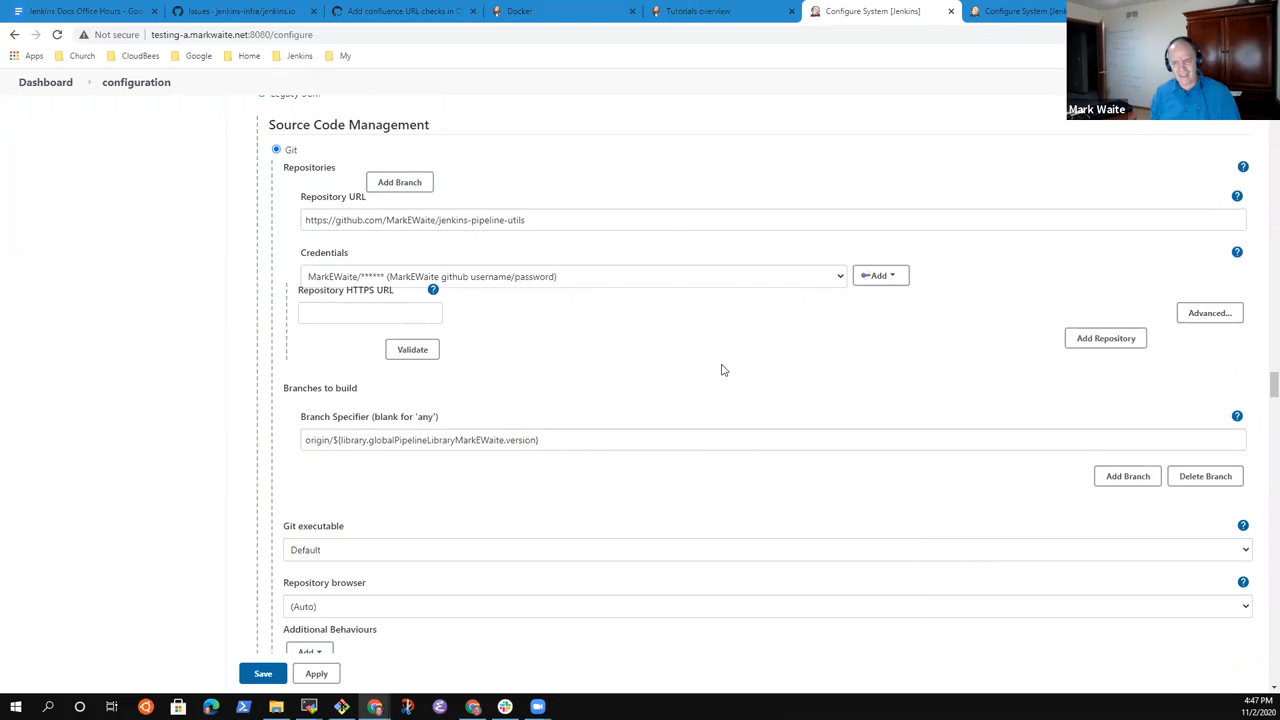 Jenkins Docs Office Hours - Goo
Issues · jenkins-infra/jenkins.io
Add confluence URL checks in C
Docker
Tutorials overview
Configure System [Jenkins]
Configure System [Jenkins]
Not secure
testing-a.markwaite.net:8080/configure
Apps
Church
CloudBees
Google
Home
Jenkins
My
Mark Waite
Dashboard
configuration
Legacy SCM
Source Code Management
Git
Repositories
Add Branch
Repository URL
https://github.com/MarkEWaite/jenkins-pipeline-utils
Credentials
MarkEWaite/****** (MarkEWaite github username/password)
Add
Repository HTTPS URL
Advanced...
Add Repository
Validate
Branches to build
Branch Specifier (blank for 'any')
origin/${library.globalPipelineLibraryMarkEWaite.version}
Add Branch
Delete Branch
Git executable
Default
Repository browser
(Auto)
Additional Behaviours
Add
Save
Apply
4:47 PM
11/2/2020